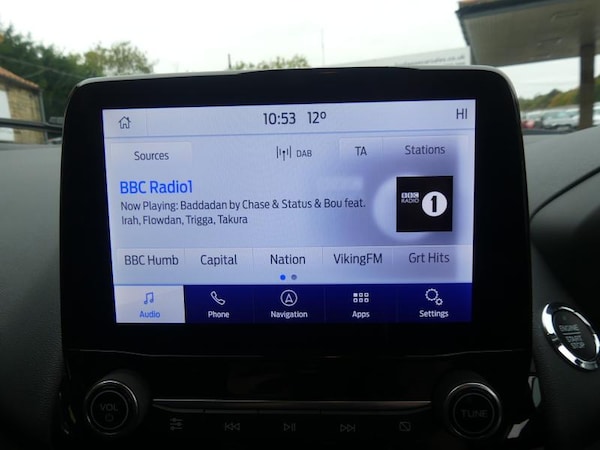 10:53 12º HI
Sources DAB TA Stations
BBC Radio1
Now Playing: Baddadan by Chase & Status & Bou feat.
Irah, Flowdan, Trigga, Takura
BBC
RADIO
1
BBC Humb Capital Nation VikingFM Grt Hits
Audio Phone Navigation Apps Settings
ENGINE
START
STOP
VOL
TUNE